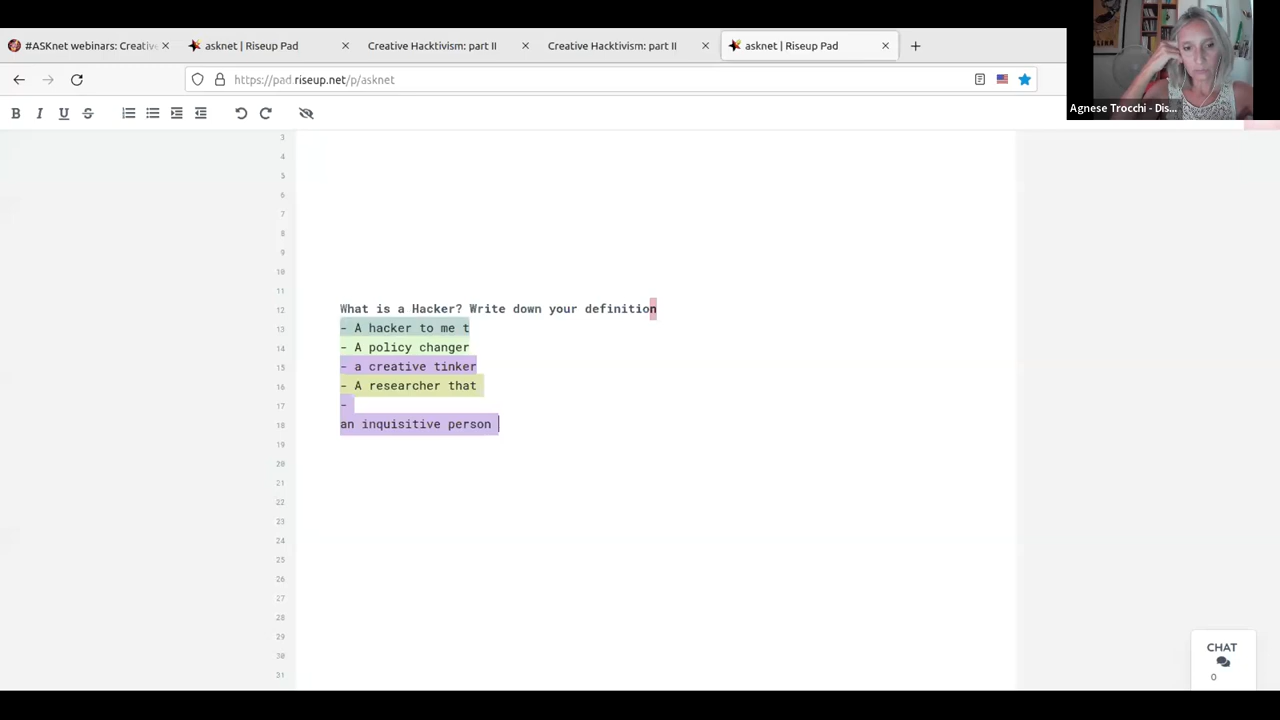 #ASKnet webinars: Creativ
asknet | Riseup Pad
Creative Hacktivism: part II
Creative Hacktivism: part II
asknet | Riseup Pad
https://pad.riseup.net/p/asknet
Agnese Trocchi - Dis...
B I U S
3
4
5
6
7
8
9
10
11
12 What is a Hacker? Write down your definition
13 - A hacker to me t
14 - A policy changer
15 - a creative tinker
16 - A researcher that
17 -
18 an inquisitive person
19
20
21
22
23
24
25
26
27
28
29
30
31
CHAT
0